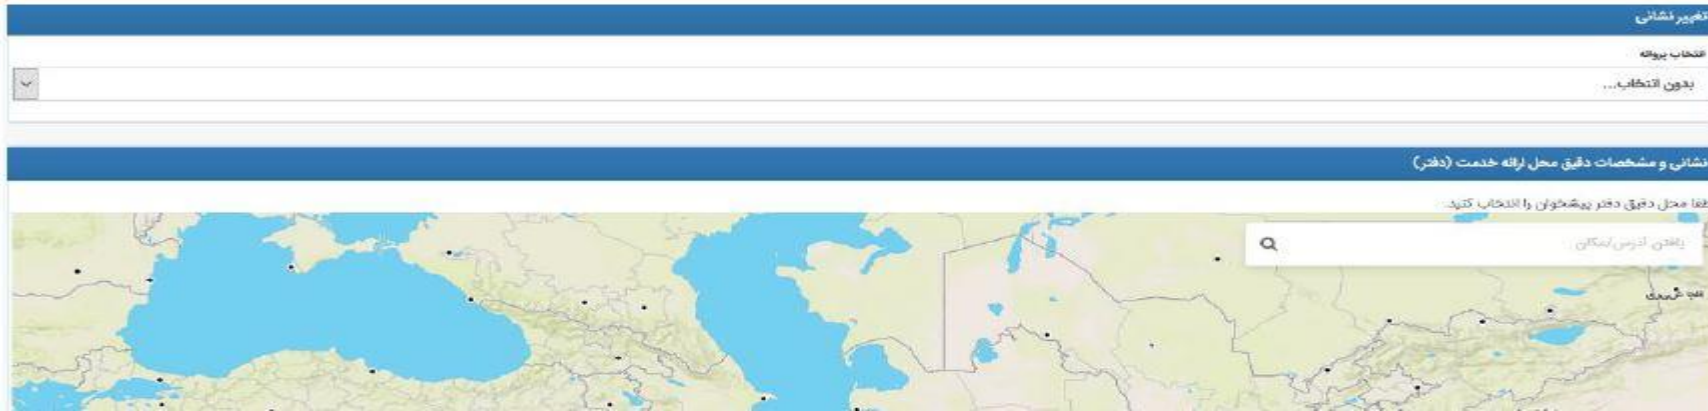 تغییر نشانی
انتخاب پروانه
بدون انتخاب...
نشانی و مشخصات دقیق محل ارائه خدمت (دفتر)
لطفا محل دقیق دفتر پیشخوان را انتخاب کنید.
یافتن آدرس/مکان